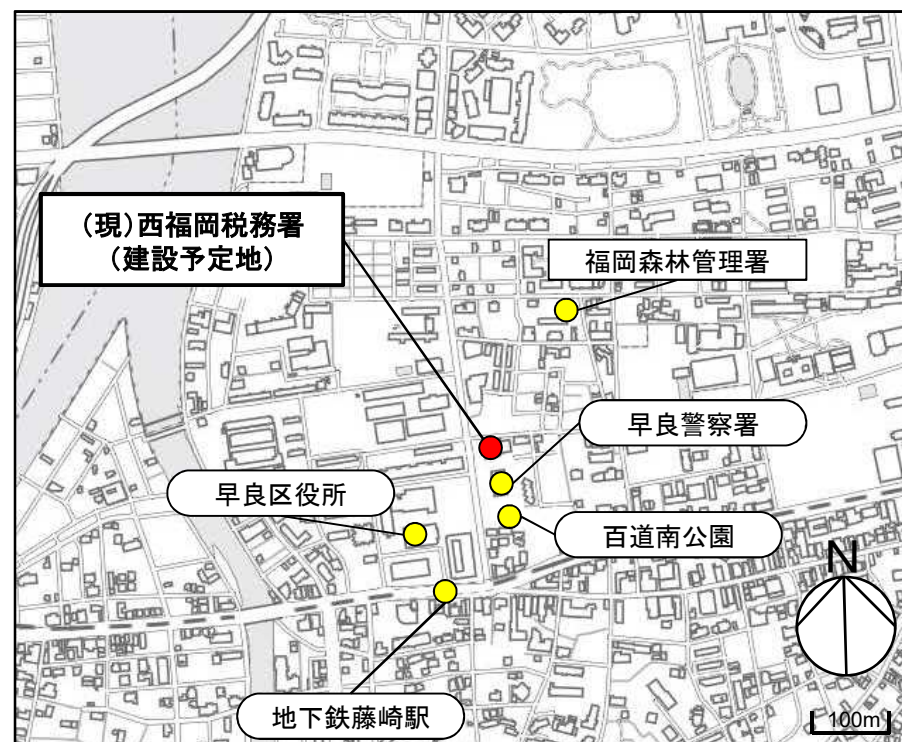 (現)西福岡税務署
(建設予定地)
福岡森林管理署
早良警察署
早良区役所
百道南公園
N
地下鉄藤崎駅
100m